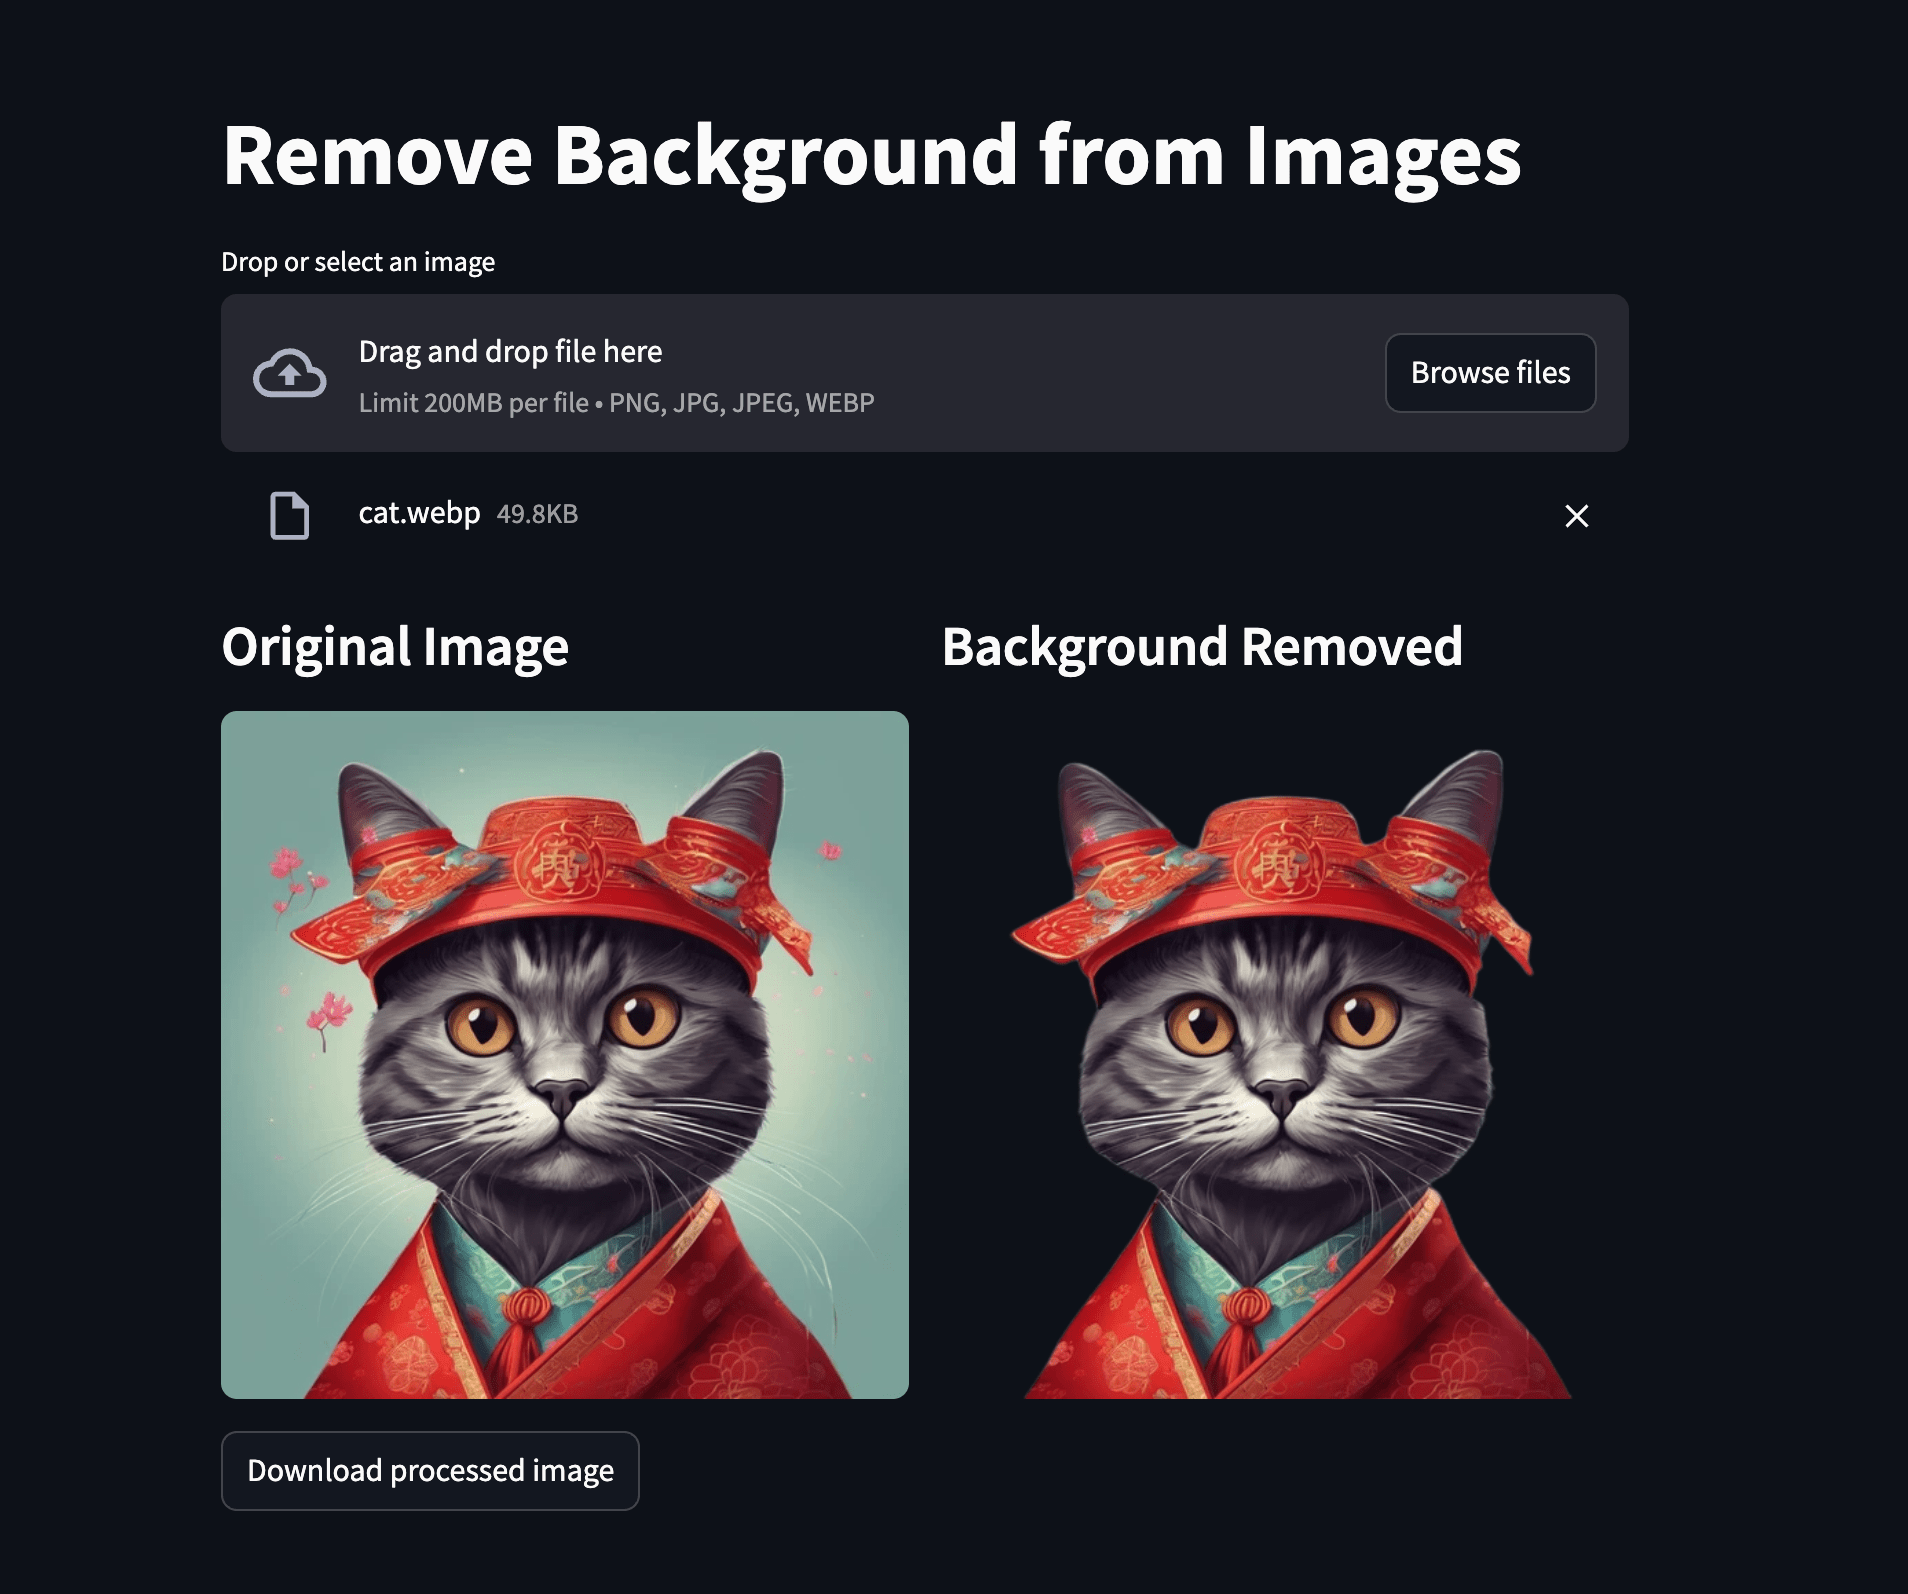 Remove Background from Images
Drop or select an image
Drag and drop file here
Limit 200MB per file • PNG, JPG, JPEG, WEBP
Browse files
cat.webp 49.8KB
Original Image
Background Removed
Download processed image